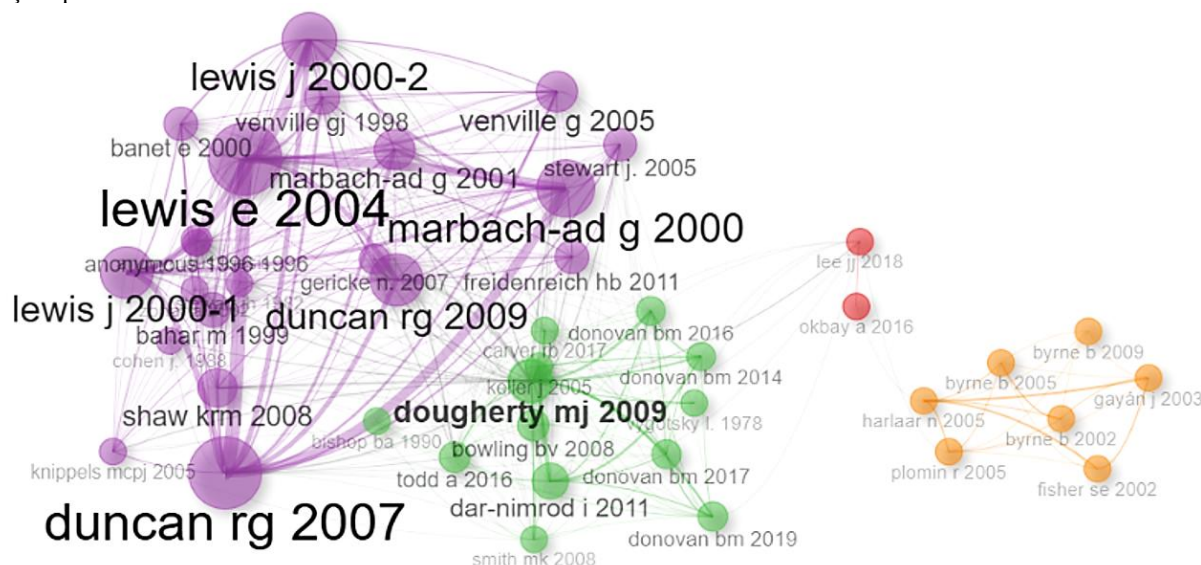 lewis j 2000-2
venville gj 1998
venville g 2005
banet e 2000
stewart j. 2005
marbach-ad g 2001
lewis e 2004
marbach-ad g 2000
lee jj 2018
gericke n. 2007
freidenreich hb 2011
lewis j 2000-1
duncan rg 2009
bahar m 1999
okbay a 2016
donovan bm 2016
carver rb 2017
cohen j. 1988
byrne b 2009
donovan bm 2014
koller j 2005
byrne b 2005
gayán j 2003
shaw krm 2008
dougherty mj 2009
harlaar n 2005
byrne b 2002
bishop ba 1990
bowling bv 2008
knippels mcpj 2005
todd a 2016
donovan bm 2017
plomin r 2005
fisher se 2002
dar-nimrod i 2011
duncan rg 2007
donovan bm 2019
smith mk 2008